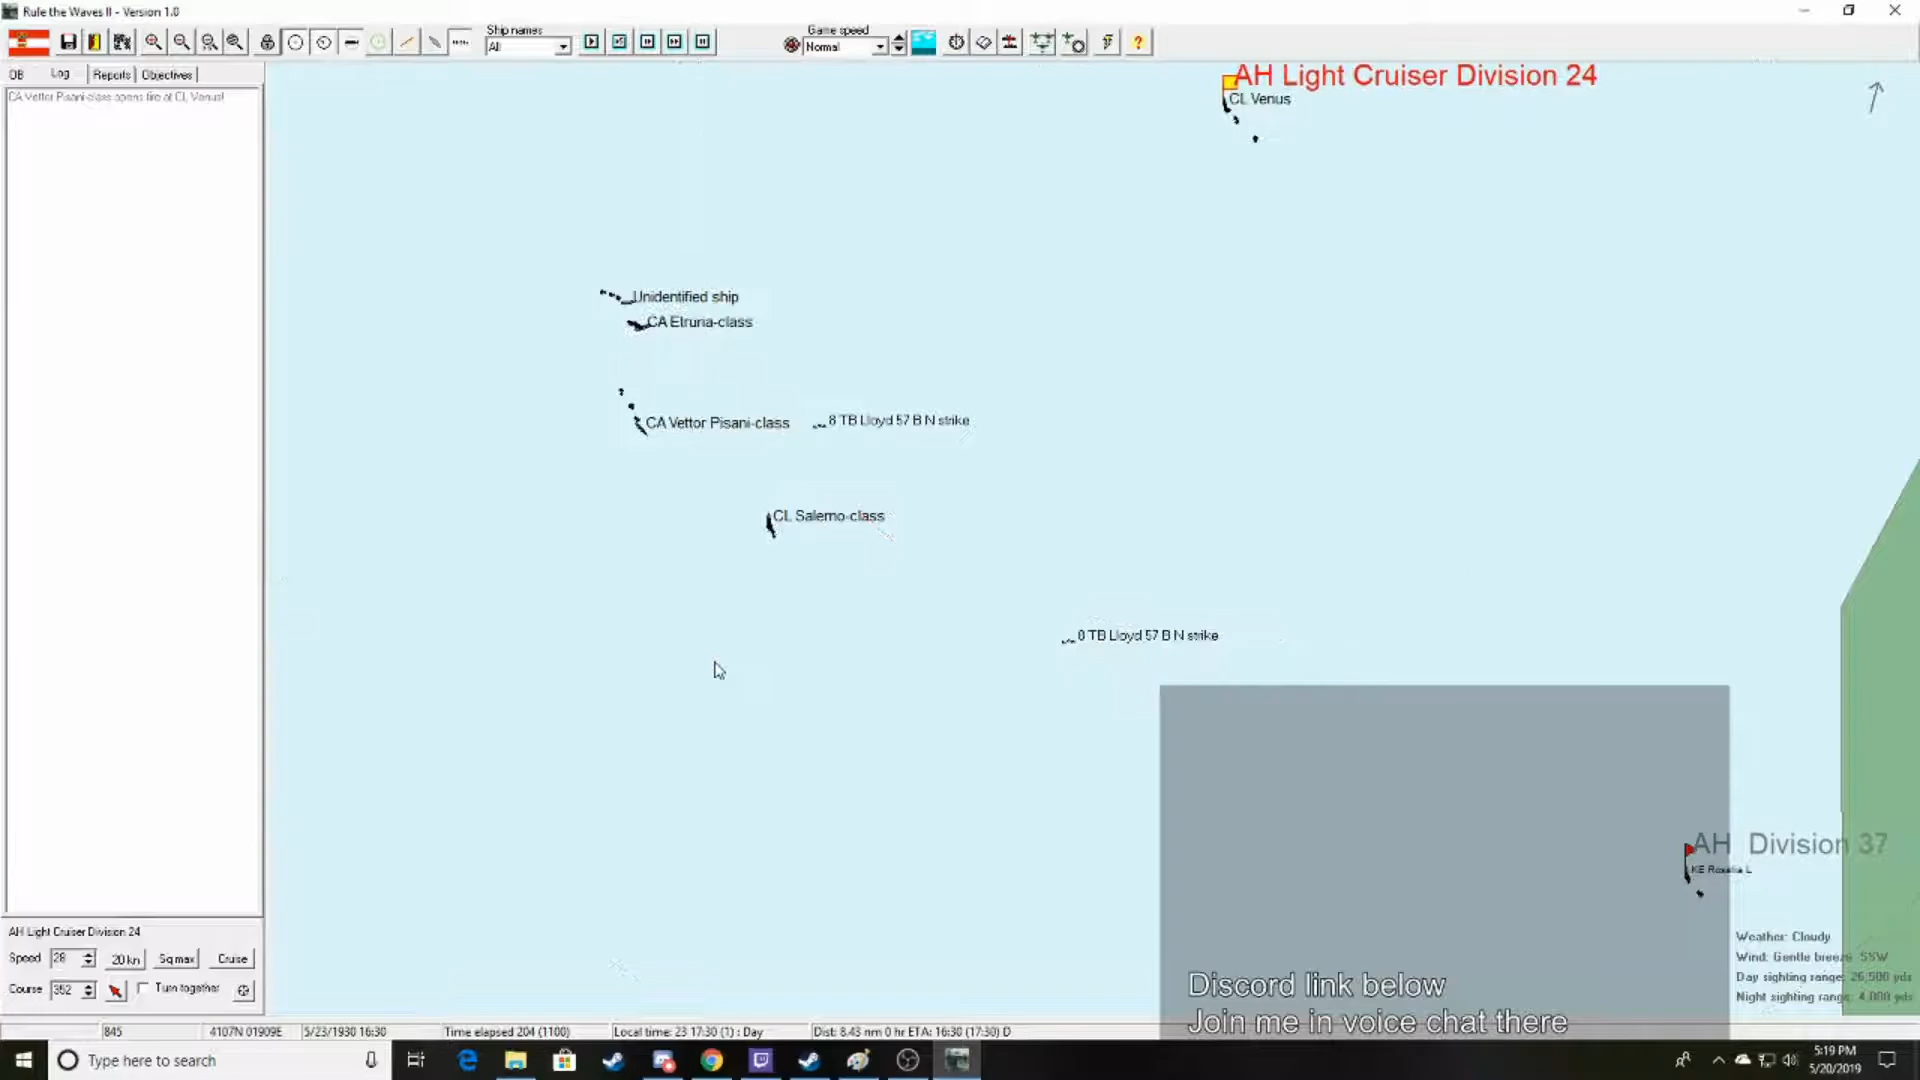 Rule the Waves II - Version 1.0
Ship names
All
Game speed
Normal
OB
Log
Reports
Objectives
CA Vettor Pisani-class opens fire at CL Venus!
AH Light Cruiser Division 24
CL Venus
Unidentified ship
CA Etruria-class
CA Vettor Pisani-class
8 TB Lloyd 57 B N strike
CL Salerno-class
8 TB Lloyd 57 B N strike
AH Division 37
KE Roxelia L
Weather: Cloudy
Wind: Gentle breeze SSW
Day sighting range: 26,500 yds
Night sighting range: 4,000 yds
Discord link below
Join me in voice chat there
AH Light Cruiser Division 24
Speed 28 20 kn Sq max Cruise
Course 352 Turn together
845 4107N 01909E 5/23/1930 16:30 Time elapsed 204 (1100) Local time: 23 17:30 (1) : Day Dist: 8.43 nm 0 hr ETA: 16:30 (17:30) D
Type here to search
5:19 PM
5/20/2019